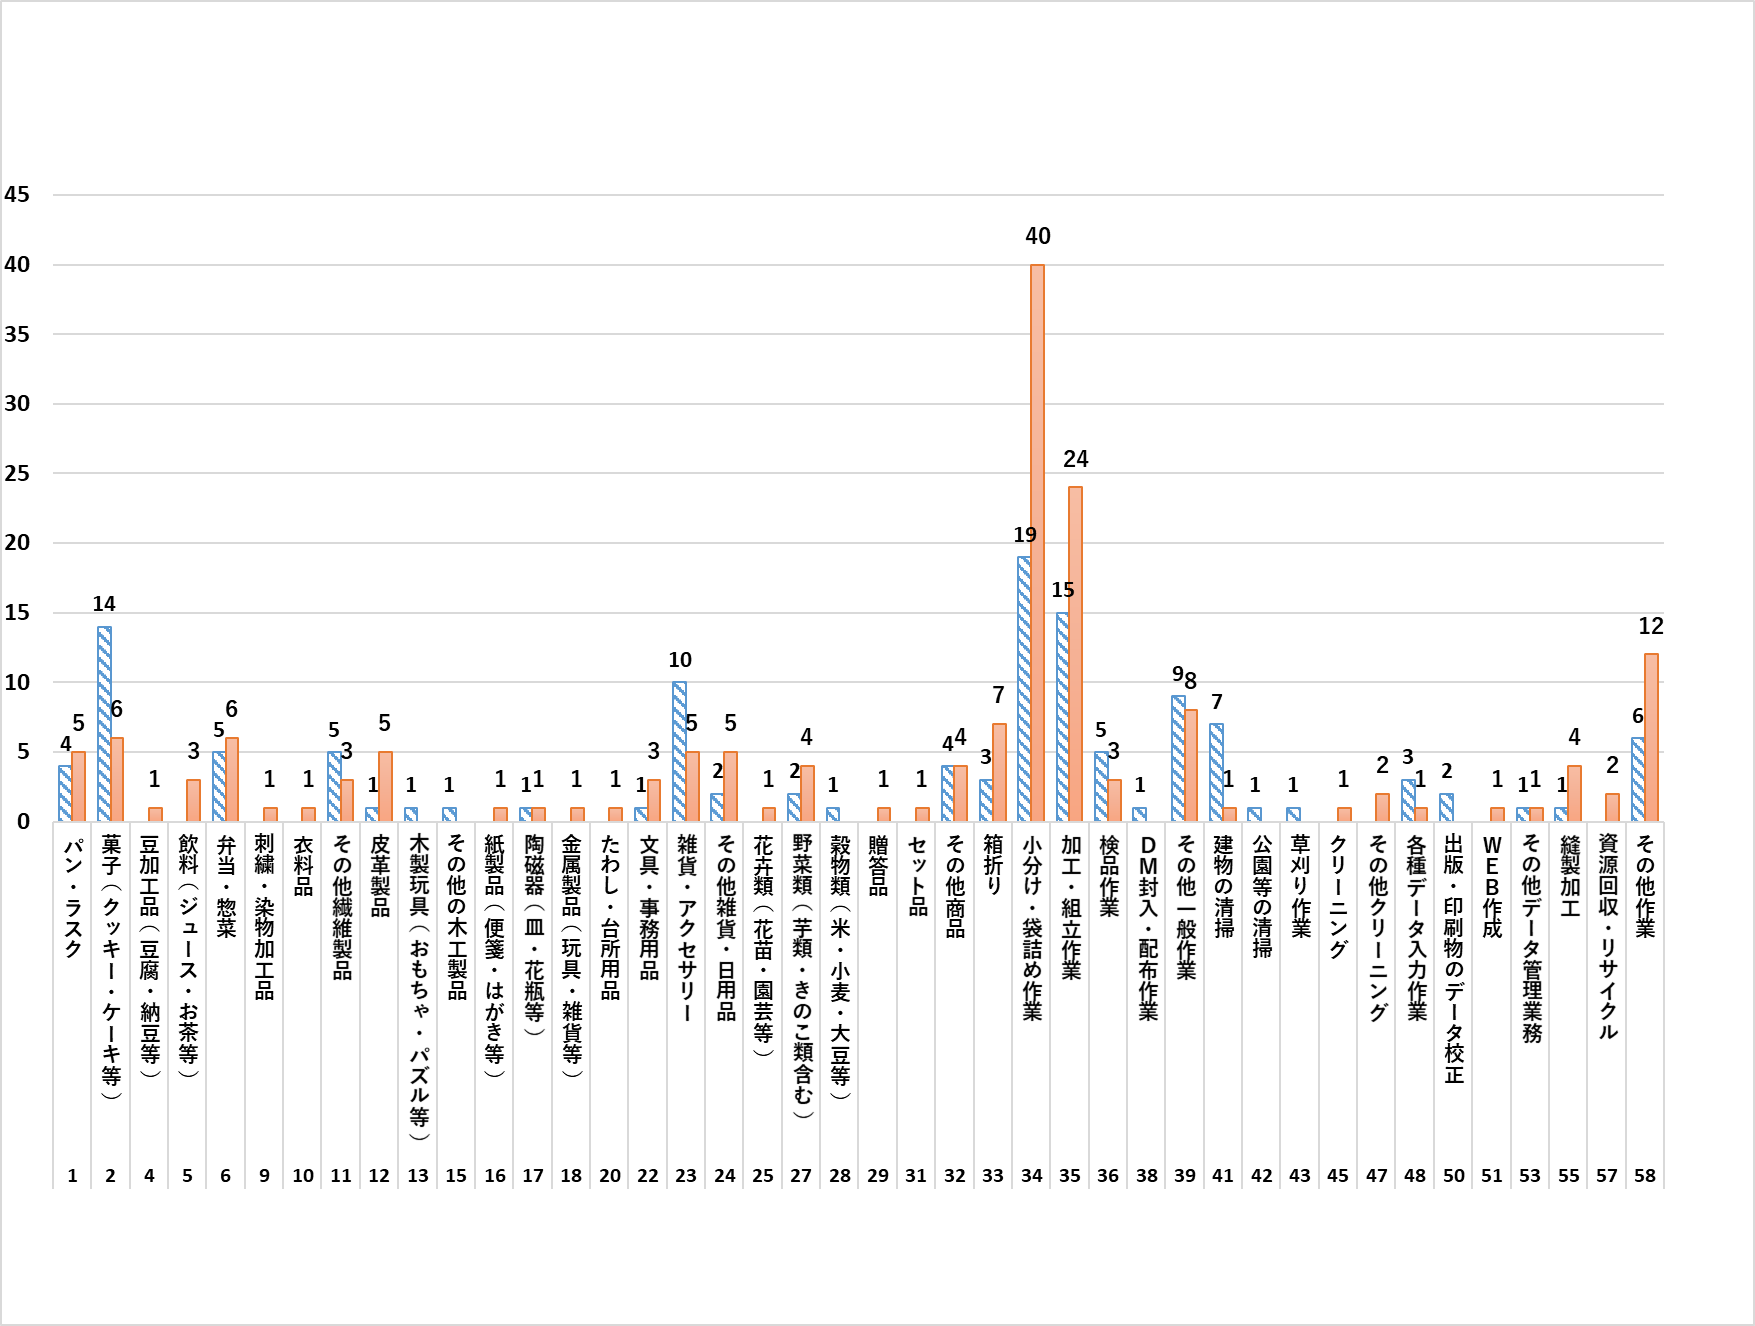 45
40
35
30
25
20
15
10
5
0
4 5
14 6
1
3
5 6
1
1
5 3
1 5
1
1
1
1 1
1
1
1 3
10 5
2 5
1
2 4
1
1
1
4 4
3 7
19 40
15 24
5 3
1
9 8
7 1
1
1
1
2
3 1
2
1
1 1
1 4
2
6 12
パン・ラスク
菓子（クッキー・ケーキ等）
豆加工品（豆腐・納豆等）
飲料（ジュース・お茶等）
弁当・惣菜
刺繍・染物加工品
衣料品
その他繊維製品
皮革製品
木製玩具（おもちゃ・パズル等）
その他の木工製品
紙製品（便箋・はがき等）
陶磁器（皿・花瓶等）
金属製品（玩具・雑貨等）
たわし・台所用品
文具・事務用品
雑貨・アクセサリー
その他雑貨・日用品
花卉類（花苗・園芸等）
野菜類（芋類・きのこ類含む）
穀物類（米・小麦・大豆等）
贈答品
セット品
その他商品
箱折り
小分け・袋詰め作業
加工・組立作業
検品作業
ＤＭ封入・配布作業
その他一般作業
建物の清掃
公園等の清掃
草刈り作業
クリーニング
その他クリーニング
各種データ入力作業
出版・印刷物のデータ校正
ＷＥＢ作成
その他データ管理業務
縫製加工
資源回収・リサイクル
その他作業
1 2 4 5 6 9 10 11 12 13 15 16 17 18 20 22 23 24 25 27 28 29 31 32 33 34 35 36 38 39 41 42 43 45 47 48 50 51 53 55 57 58